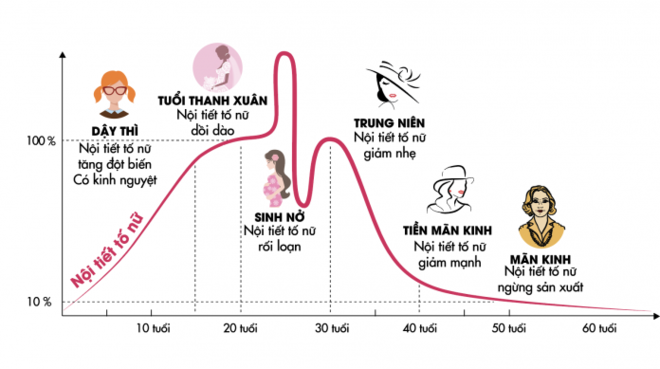 TUỔI THANH XUÂN
Nội tiết tố nữ
dồi dào
DẬY THÌ
Nội tiết tố nữ
tăng đột biến
Có kinh nguyệt
TRUNG NIÊN
Nội tiết tố nữ
giảm nhẹ
SINH NỞ
Nội tiết tố nữ
rối loạn
TIỀN MÃN KINH
Nội tiết tố nữ
giảm mạnh
MÃN KINH
Nội tiết tố nữ
ngừng sản xuất
Nội tiết tố nữ
100 %
10 %
10 tuổi
20 tuổi
30 tuổi
40 tuổi
50 tuổi
60 tuổi